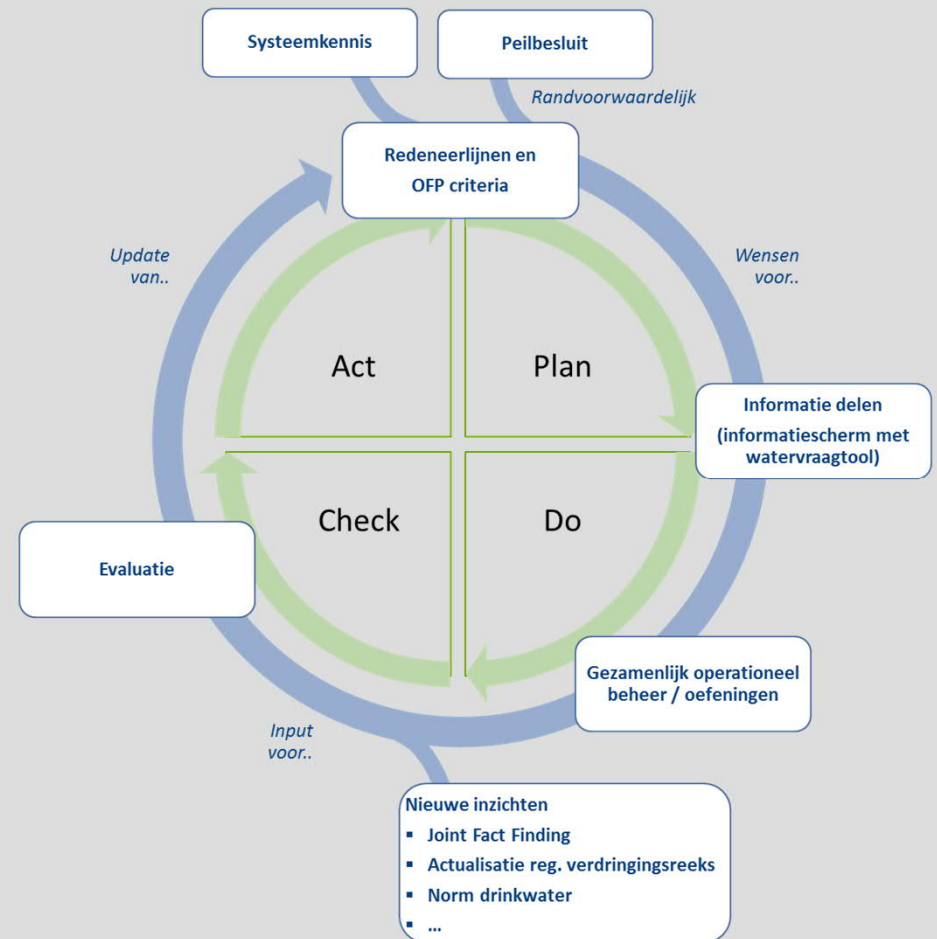 Systeemkennis
Peilbesluit
Randvoorwaardelijk
Redeneerlijnen en
OFP criteria
Update
van..
Wensen
voor..
Act
Plan
Informatie delen
(informatiescherm met
watervraagtool)
Check
Do
Evaluatie
Gezamenlijk operationeel
beheer / oefeningen
Input
voor..
Nieuwe inzichten
▪ Joint Fact Finding
▪ Actualisatie reg. verdringingsreeks
▪ Norm drinkwater
▪ ...